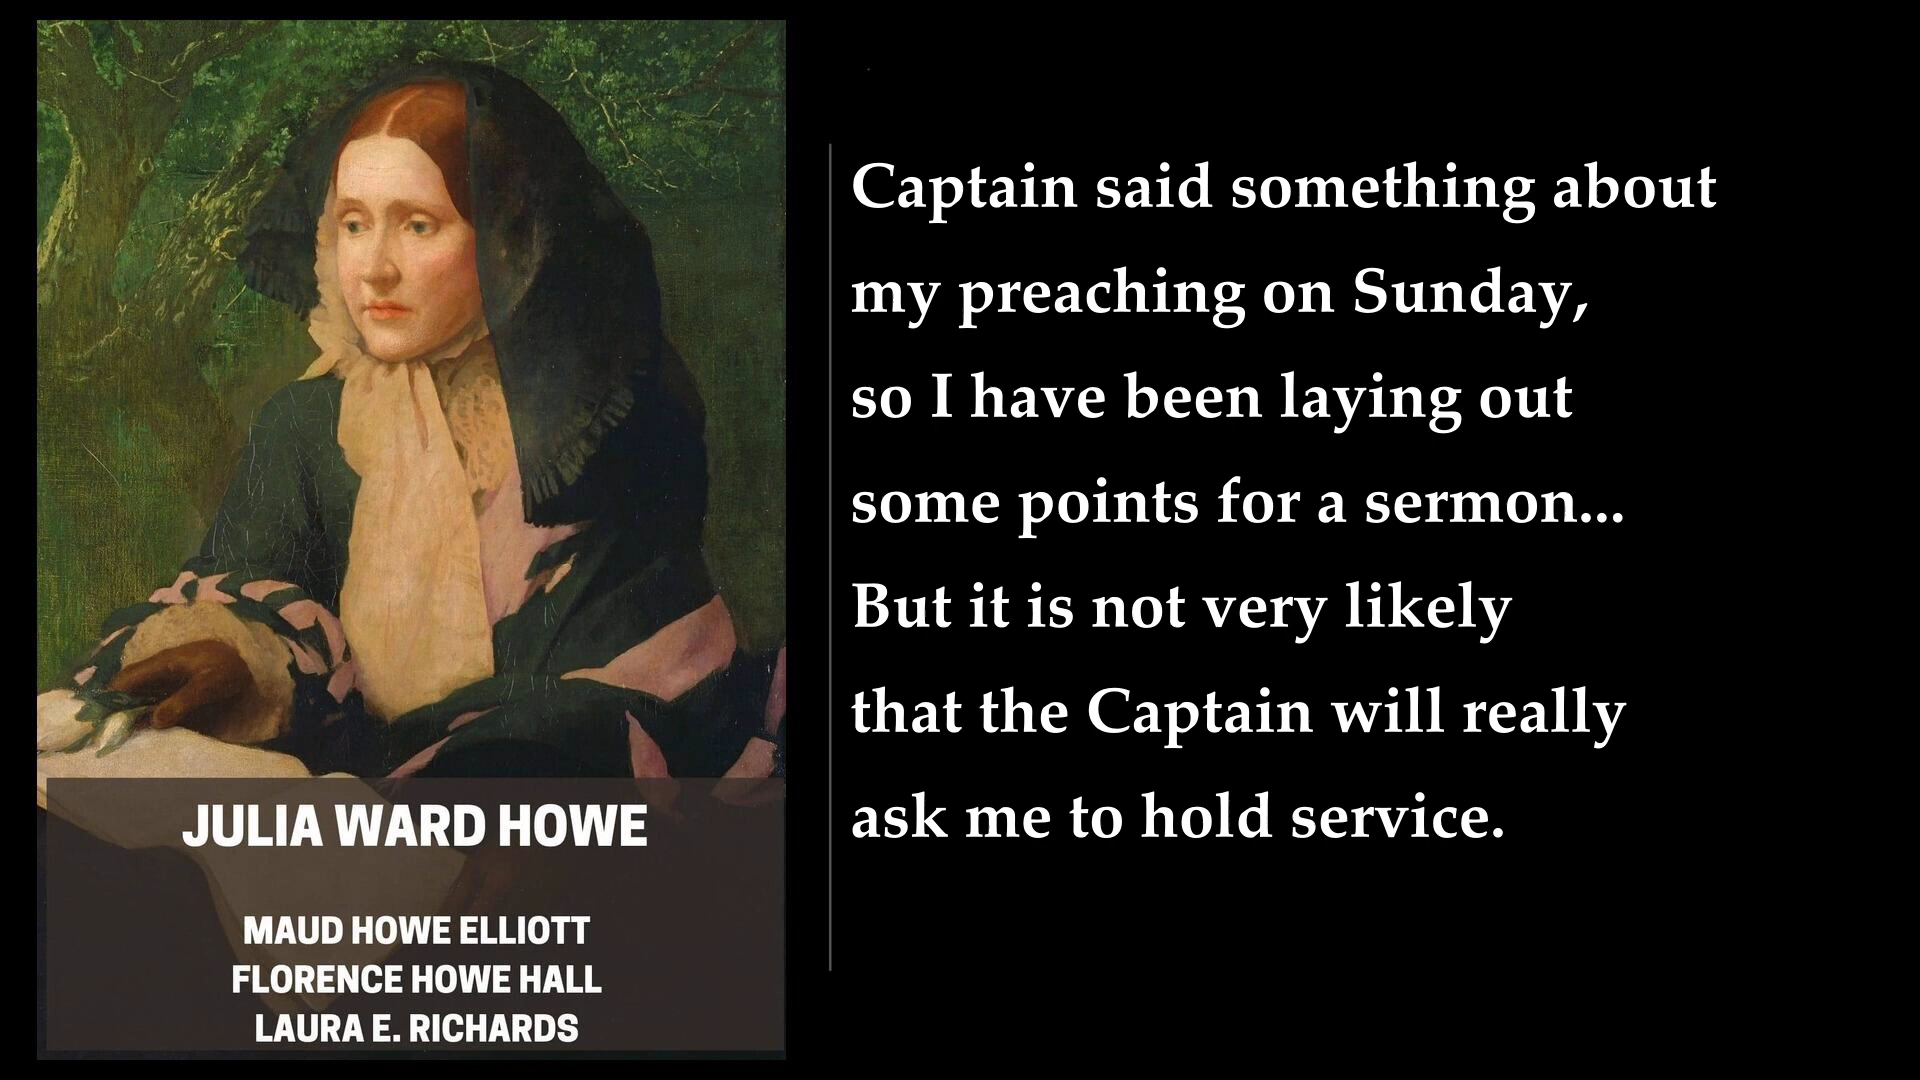 JULIA WARD HOWE
MAUD HOWE ELLIOTT
FLORENCE HOWE HALL
LAURA E. RICHARDS
Captain said something about
my preaching on Sunday,
so I have been laying out
some points for a sermon...
But it is not very likely
that the Captain will really
ask me to hold service.